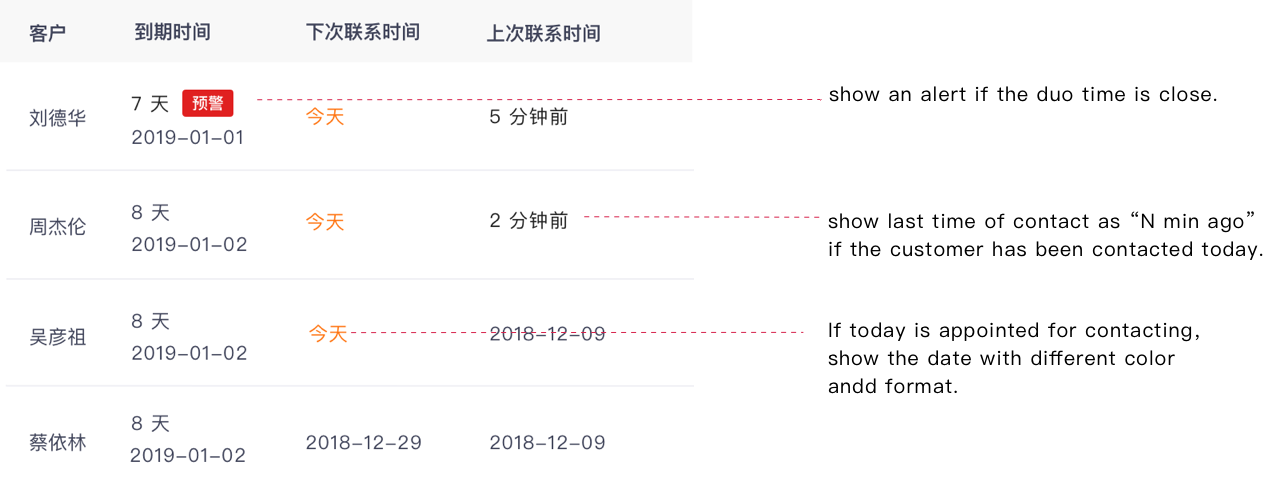 客户 到期时间 下次联系时间 上次联系时间
7 天 预警
2019-01-01
刘德华 今天 5 分钟前
show an alert if the duo time is close.
8 天
2019-01-02
周杰伦 今天 2 分钟前
show last time of contact as “N min ago”
if the customer has been contacted today.
8 天
2019-01-02
吴彦祖 今天 2018-12-09
If today is appointed for contacting,
show the date with different color
andd format.
8 天
2019-01-02
蔡依林 2018-12-29 2018-12-09